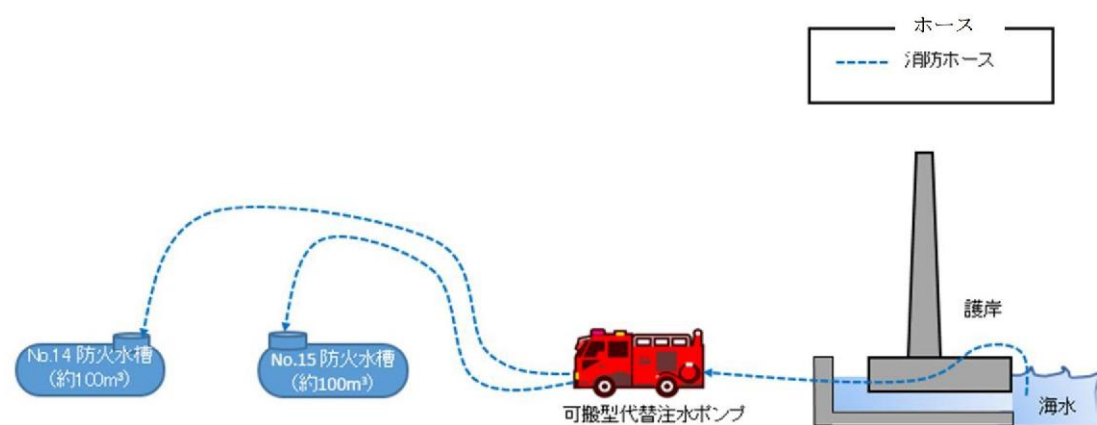 ホース
消防ホース
護岸
No.14 防火水槽
(約100m³)
No.15 防火水槽
(約100m³)
可搬型代替注水ポンプ
海水